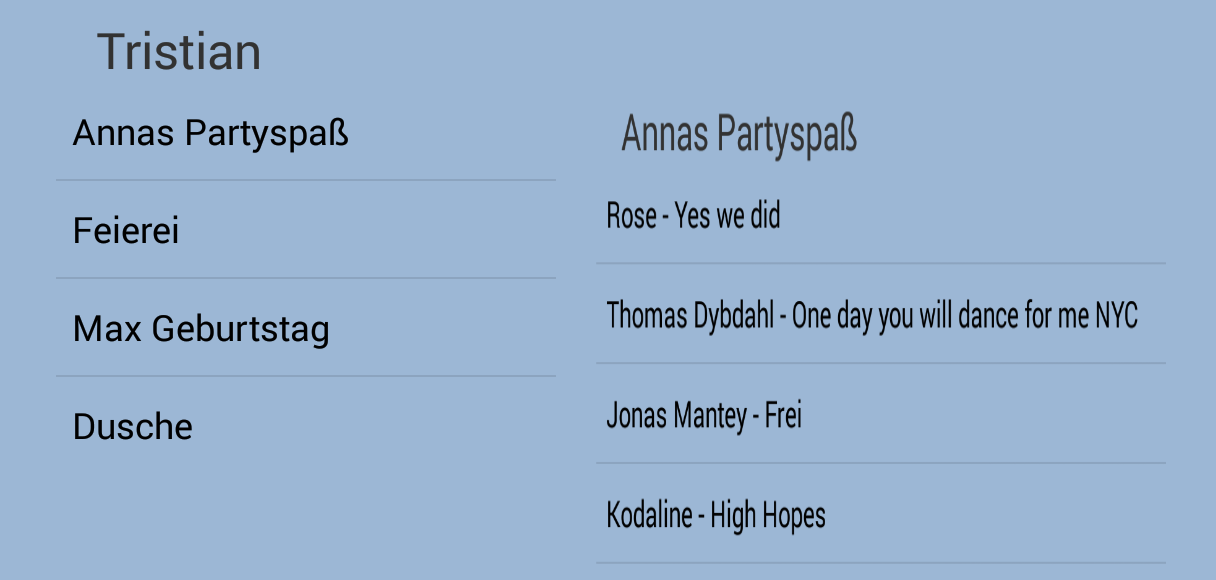 Tristian
Annas Partyspaß
Feierei
Max Geburtstag
Dusche
Annas Partyspaß
Rose - Yes we did
Thomas Dybdahl - One day you will dance for me NYC
Jonas Mantey - Frei
Kodaline - High Hopes